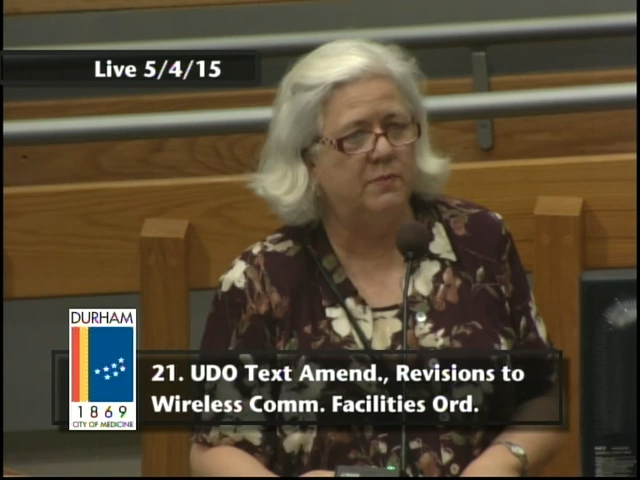 Live 5/4/15
DURHAM
1869
CITY OF MEDICINE
21. UDO Text Amend., Revisions to
Wireless Comm. Facilities Ord.